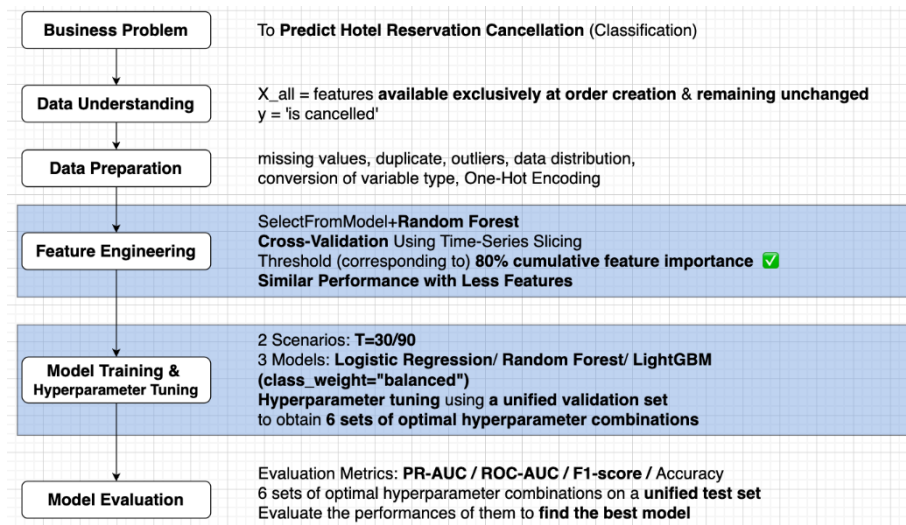 Business Problem
To Predict Hotel Reservation Cancellation (Classification)
Data Understanding
X_all = features available exclusively at order creation & remaining unchanged
y = 'is cancelled'
Data Preparation
missing values, duplicate, outliers, data distribution,
conversion of variable type, One-Hot Encoding
Feature Engineering
SelectFromModel+Random Forest
Cross-Validation Using Time-Series Slicing
Threshold (corresponding to) 80% cumulative feature importance ✅
Similar Performance with Less Features
Model Training &
Hyperparameter Tuning
2 Scenarios: T=30/90
3 Models: Logistic Regression/ Random Forest/ LightGBM
(class_weight="balanced")
Hyperparameter tuning using a unified validation set
to obtain 6 sets of optimal hyperparameter combinations
Model Evaluation
Evaluation Metrics: PR-AUC / ROC-AUC / F1-score / Accuracy
6 sets of optimal hyperparameter combinations on a unified test set
Evaluate the performances of them to find the best model